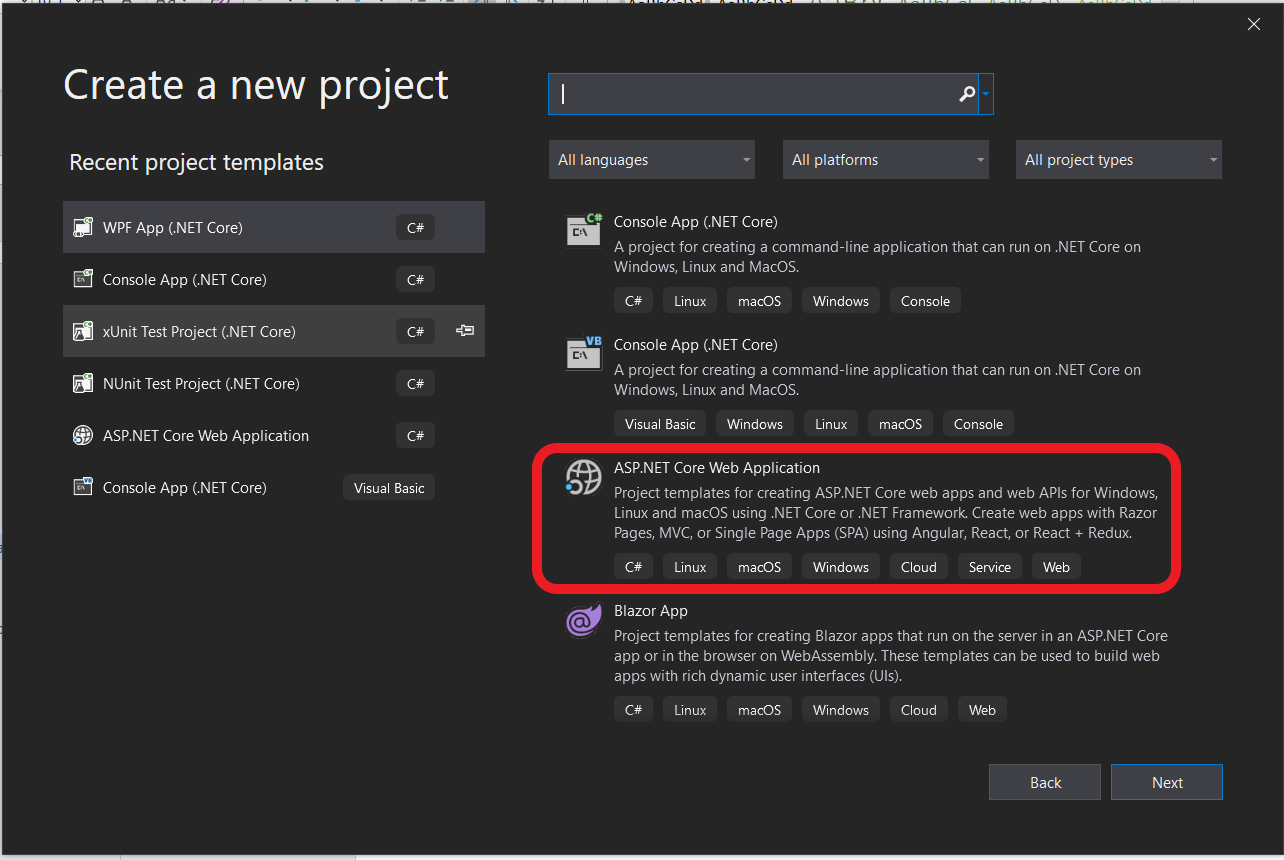 Create a new project
Recent project templates
WPF App (.NET Core) C#
Console App (.NET Core) C#
xUnit Test Project (.NET Core) C#
NUnit Test Project (.NET Core) C#
ASP.NET Core Web Application C#
Console App (.NET Core) Visual Basic
All languages All platforms All project types
C#
Console App (.NET Core)
A project for creating a command-line application that can run on .NET Core on
Windows, Linux and MacOS.
C# Linux macOS Windows Console
VB
Console App (.NET Core)
A project for creating a command-line application that can run on .NET Core on
Windows, Linux and MacOS.
Visual Basic Windows Linux macOS Console
ASP.NET Core Web Application
Project templates for creating ASP.NET Core web apps and web APIs for Windows,
Linux and macOS using .NET Core or .NET Framework. Create web apps with Razor
Pages, MVC, or Single Page Apps (SPA) using Angular, React, or React + Redux.
C# Linux macOS Windows Cloud Service Web
Blazor App
Project templates for creating Blazor apps that run on the server in an ASP.NET Core
app or in the browser on WebAssembly. These templates can be used to build web
apps with rich dynamic user interfaces (UIs).
C# Linux macOS Windows Cloud Web
Back Next